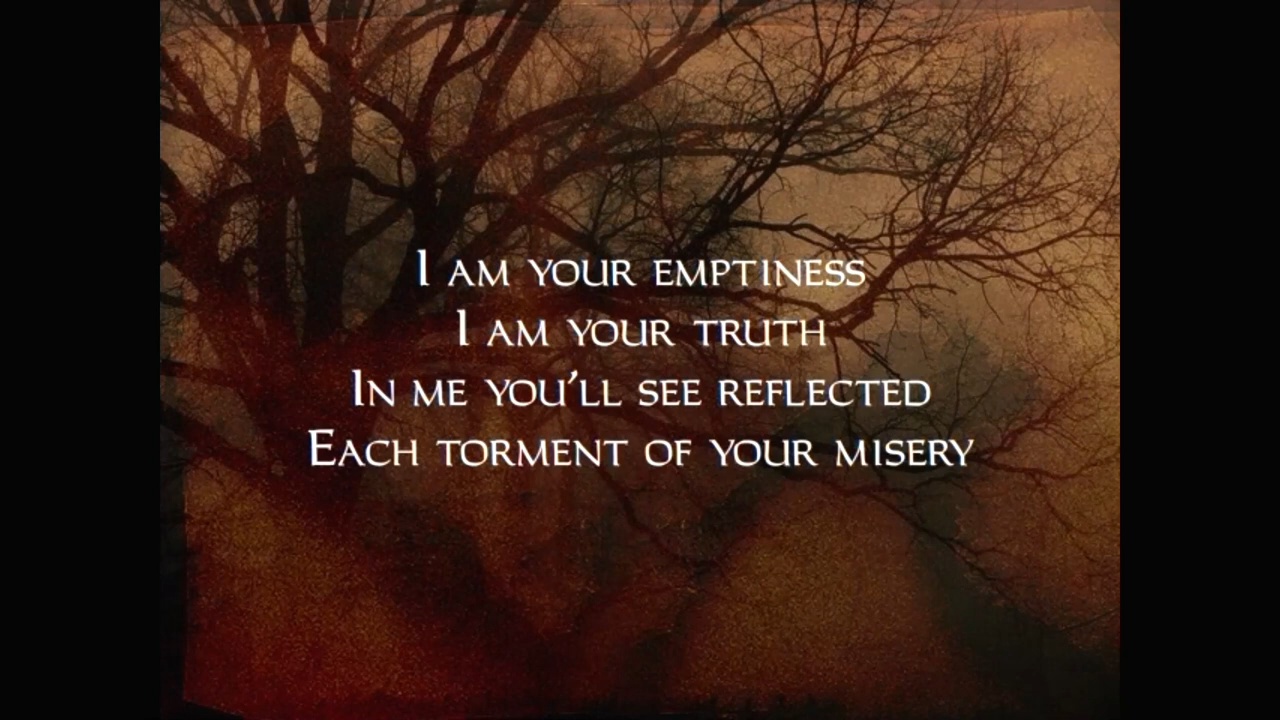 I AM YOUR EMPTINESS
I AM YOUR TRUTH
IN ME YOU'LL SEE REFLECTED
EACH TORMENT OF YOUR MISERY